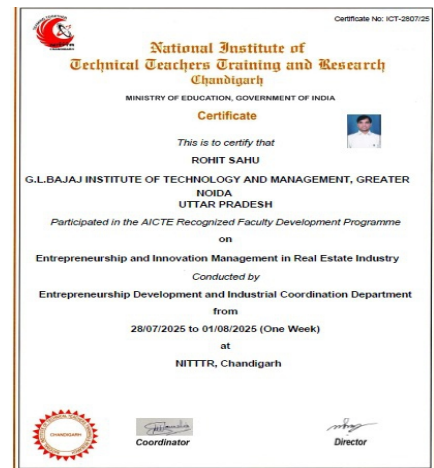 Certificate No: ICT-2807/25
NITTTR
CHANDIGARH
National Institute of
Technical Teachers Training and Research
Chandigarh
MINISTRY OF EDUCATION, GOVERNMENT OF INDIA
Certificate
This is to certify that
ROHIT SAHU
G.L.BAJAJ INSTITUTE OF TECHNOLOGY AND MANAGEMENT, GREATER
NOIDA
UTTAR PRADESH
Participated in the AICTE Recognized Faculty Development Programme
on
Entrepreneurship and Innovation Management in Real Estate Industry
Conducted by
Entrepreneurship Development and Industrial Coordination Department
from
28/07/2025 to 01/08/2025 (One Week)
at
NITTTR, Chandigarh
CHANDIGARH
Coordinator
Director